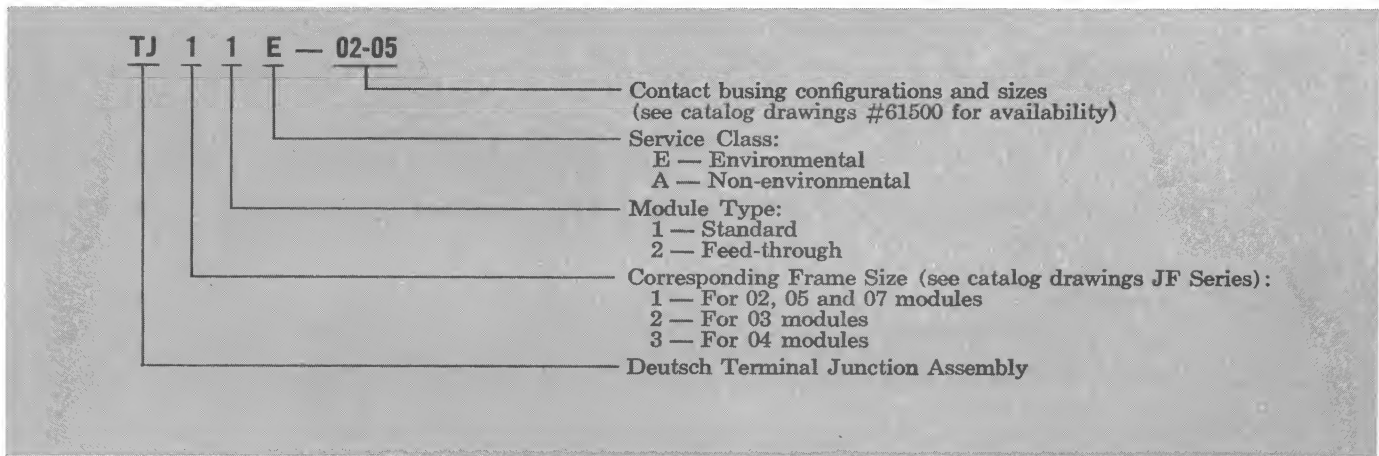 TJ 1 1 E — 02-05
Contact busing configurations and sizes
(see catalog drawings #61500 for availability)
Service Class:
E — Environmental
A — Non-environmental
Module Type:
1 — Standard
2 — Feed-through
Corresponding Frame Size (see catalog drawings JF Series):
1 — For 02, 05 and 07 modules
2 — For 03 modules
3 — For 04 modules
Deutsch Terminal Junction Assembly